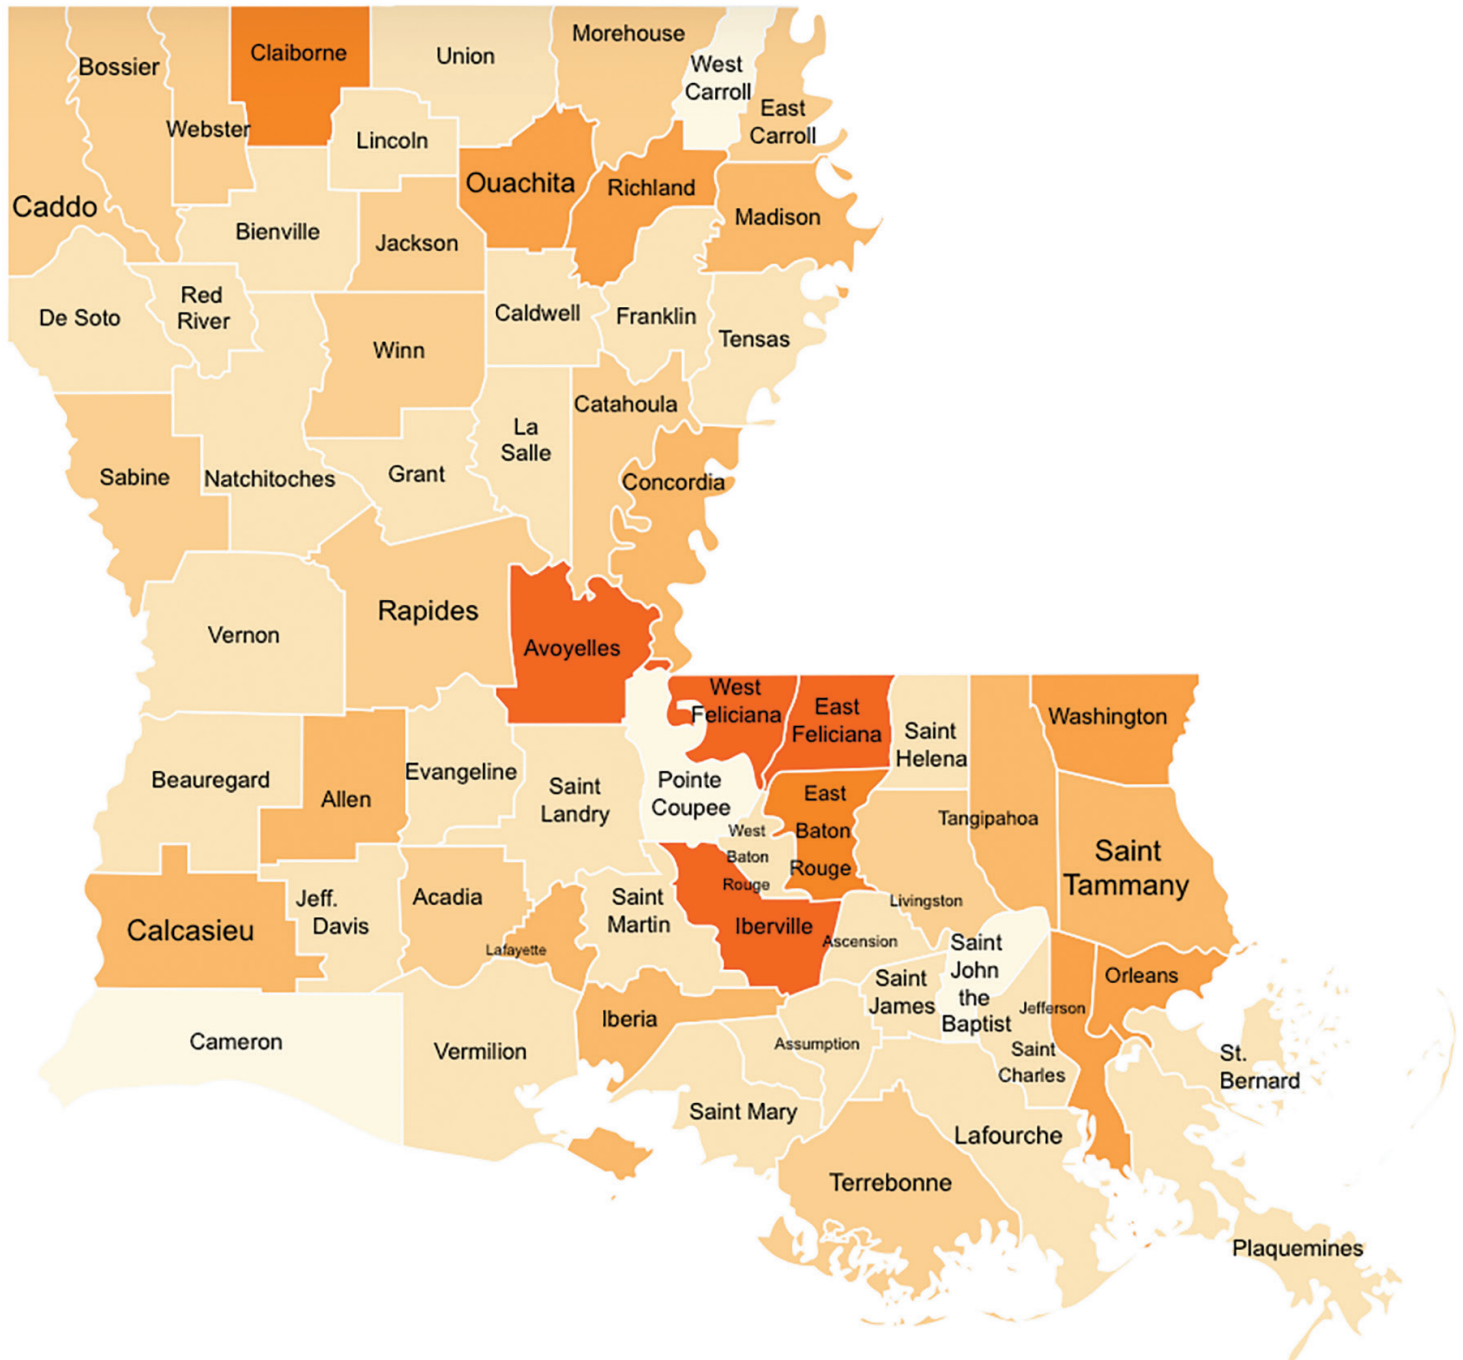 Bossier
Claiborne
Union
Morehouse
West
Carroll
East
Carroll
Webster
Lincoln
Ouachita
Richland
Madison
Caddo
Bienville
Jackson
De Soto
Red
River
Caldwell
Franklin
Tensas
Winn
Catahoula
La
Salle
Sabine
Natchitoches
Grant
Concordia
Vernon
Rapides
Avoyelles
West
Feliciana
East
Feliciana
Saint
Helena
Washington
Beauregard
Allen
Evangeline
Saint
Landry
Pointe
Coupee
East
Baton
Rouge
West
Baton
Rouge
Tangipahoa
Saint
Tammany
Calcasieu
Jeff.
Davis
Acadia
Lafayette
Saint
Martin
Iberville
Livingston
Ascension
Saint
James
Saint
John
the
Baptist
Orleans
Jefferson
Cameron
Vermilion
Iberia
Assumption
Saint
Charles
St.
Bernard
Saint Mary
Lafourche
Terrebonne
Plaquemines